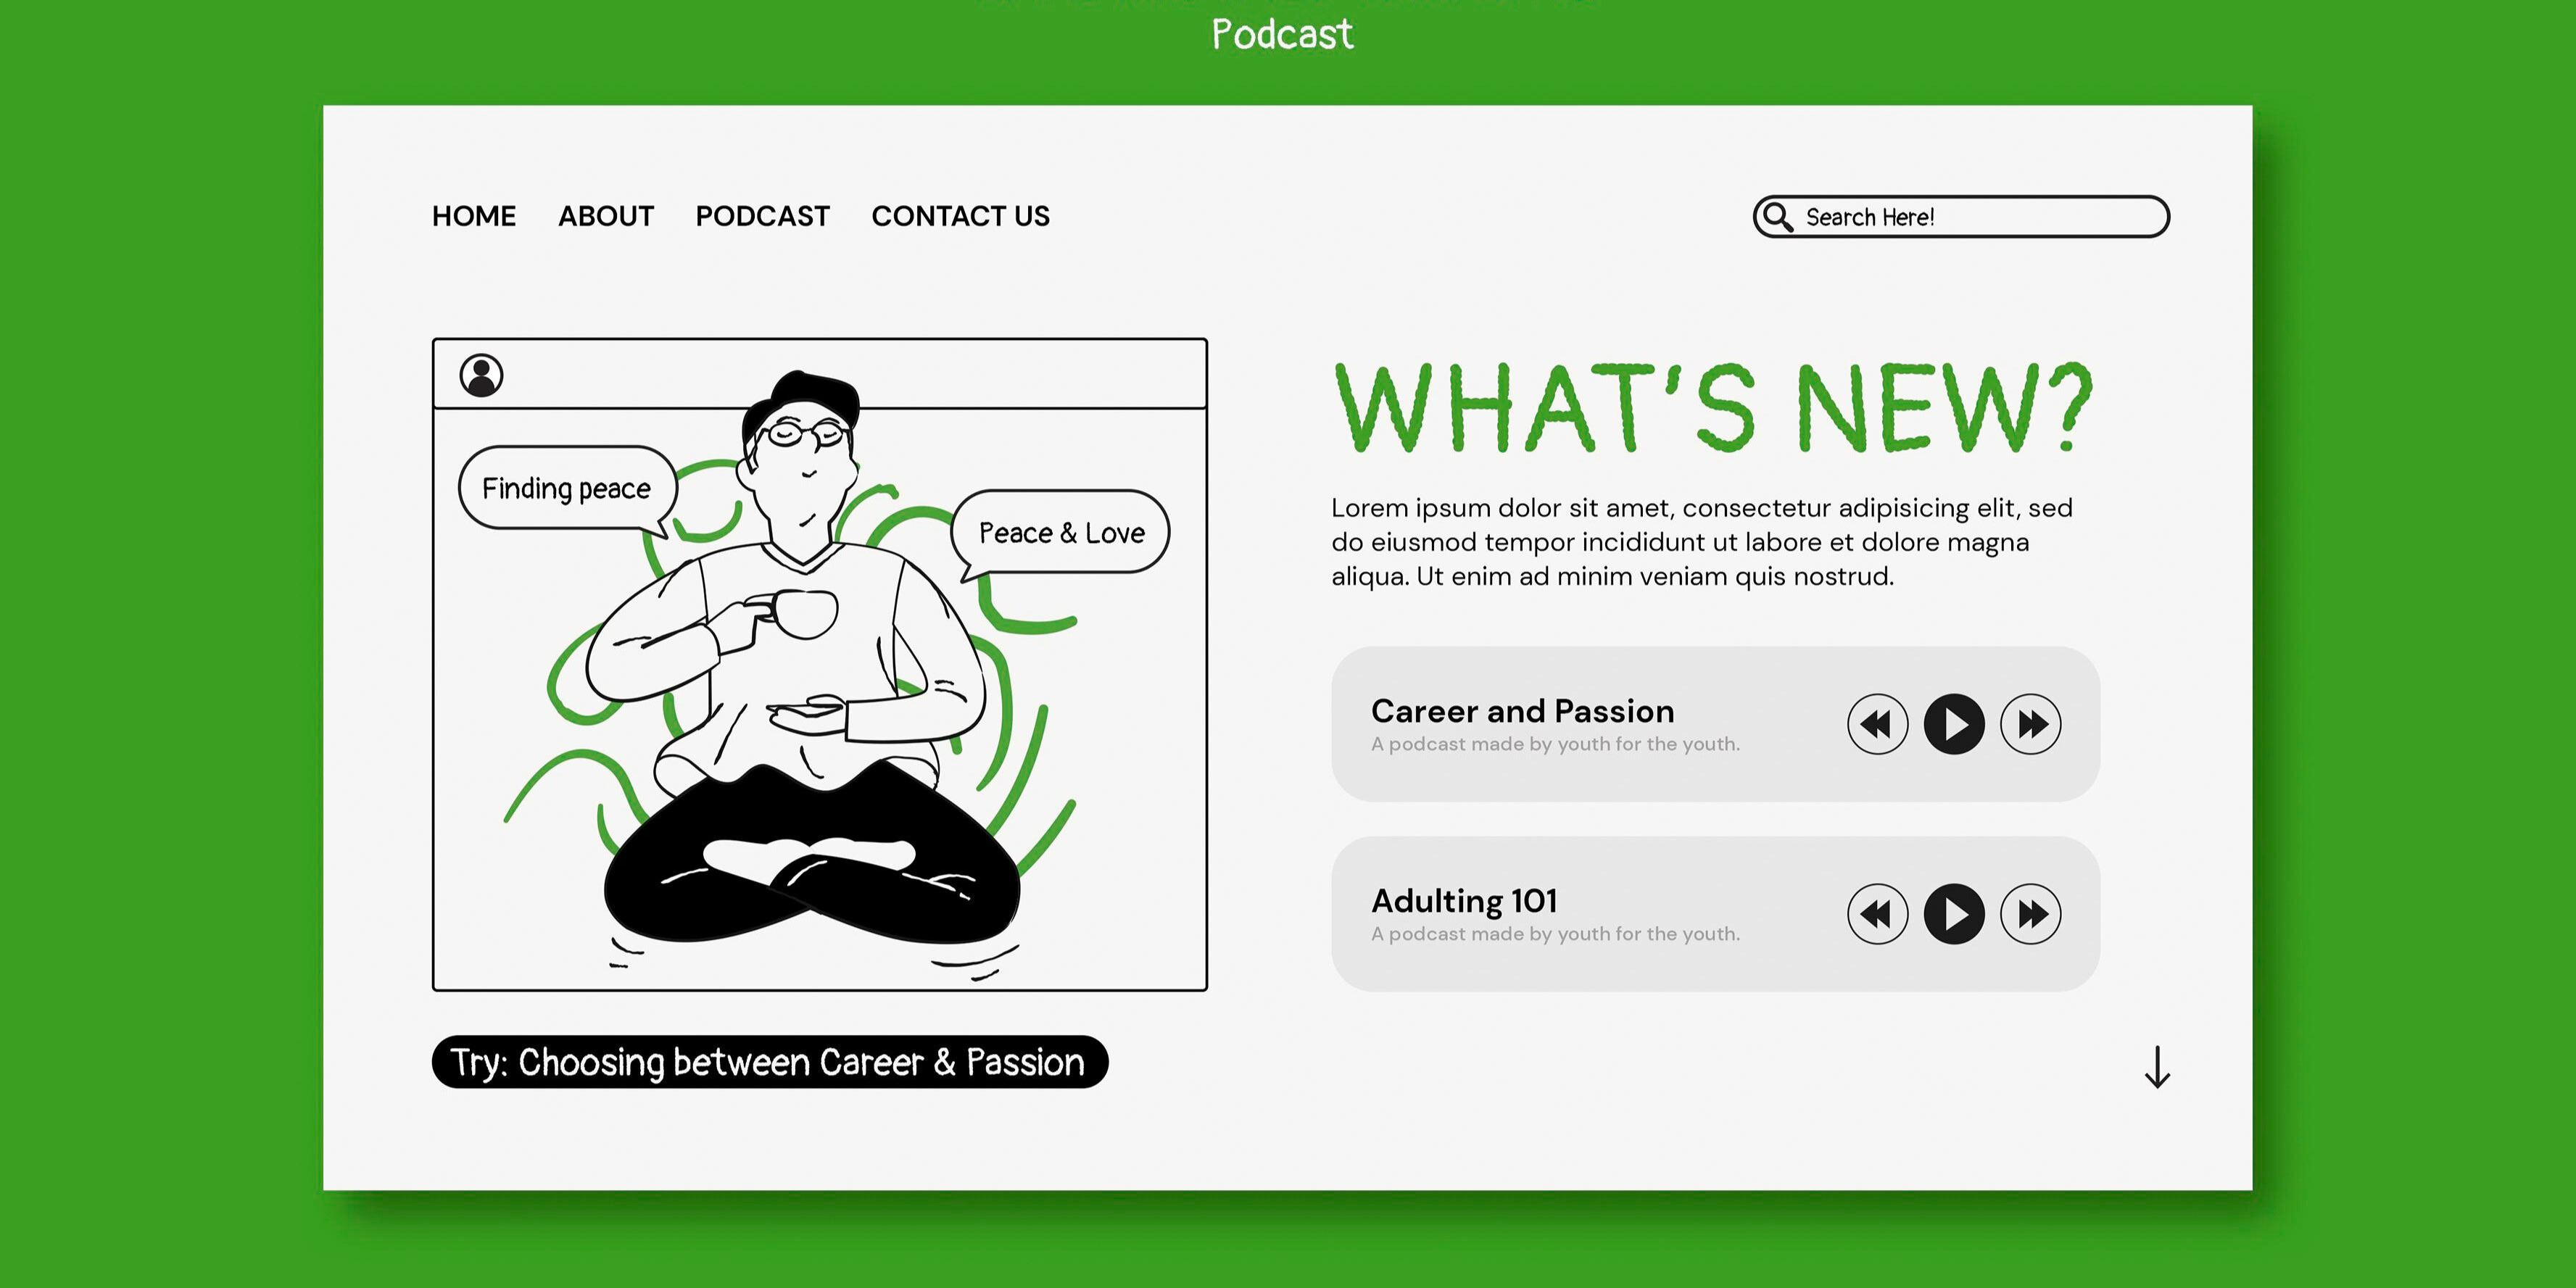 Podcast
HOME ABOUT PODCAST CONTACT US
Search Here!
Finding peace
Peace & Love
Try: Choosing between Career & Passion
WHAT'S NEW?
Lorem ipsum dolor sit amet, consectetur adipisicing elit, sed
do eiusmod tempor incididunt ut labore et dolore magna
aliqua. Ut enim ad minim veniam quis nostrud.
Career and Passion
A podcast made by youth for the youth.
Adulting 101
A podcast made by youth for the youth.